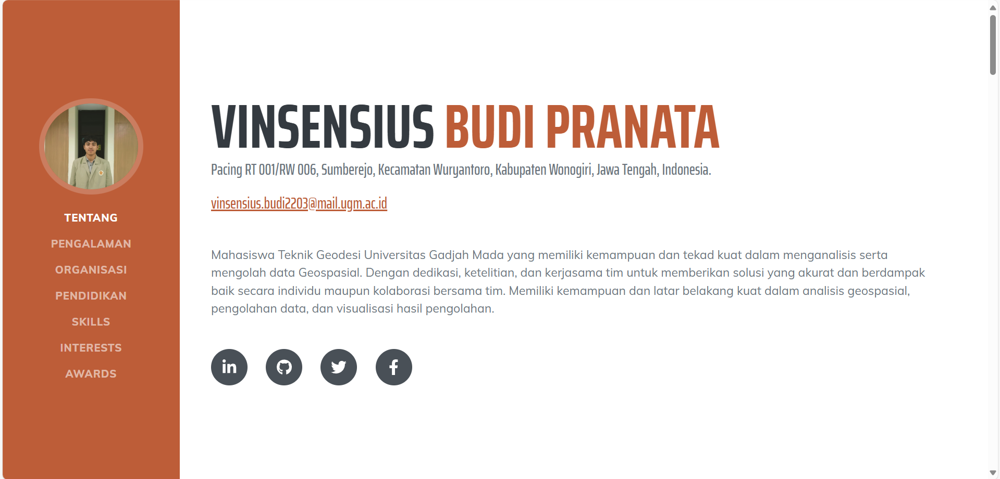 TENTANG
PENGALAMAN
ORGANISASI
PENDIDIKAN
SKILLS
INTERESTS
AWARDS
VINSENSIUS BUDI PRANATA
Pacing RT 001/RW 006, Sumberejo, Kecamatan Wuryantoro, Kabupaten Wonogiri, Jawa Tengah, Indonesia.
vinsensius.budi2203@mail.ugm.ac.id
Mahasiswa Teknik Geodesi Universitas Gadjah Mada yang memiliki kemampuan dan tekad kuat dalam menganalisis serta
mengolah data Geospasial. Dengan dedikasi, ketelitian, dan kerjasama tim untuk memberikan solusi yang akurat dan berdampak
baik secara individu maupun kolaborasi bersama tim. Memiliki kemampuan dan latar belakang kuat dalam analisis geospasial,
pengolahan data, dan visualisasi hasil pengolahan.